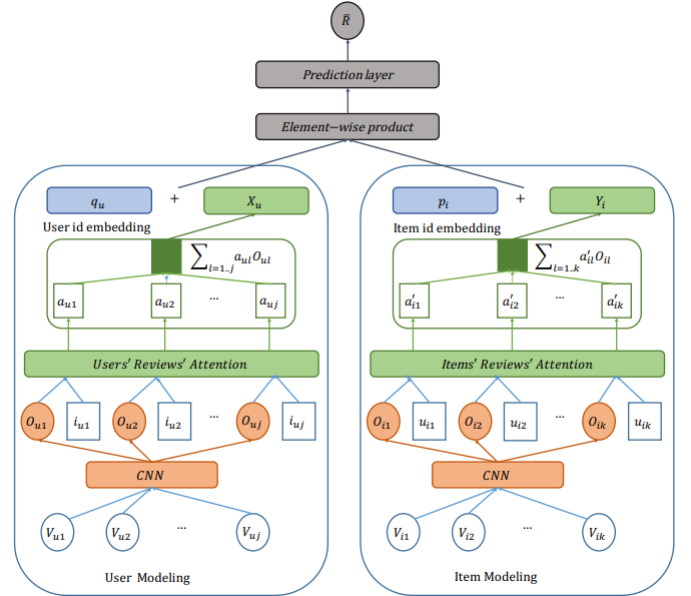 R̄
Prediction layer
Element−wise product
q_u + X_u p_i + Y_i
User id embedding Item id embedding
∑_{l=1..j} a_{ul}O_{ul} ∑_{l=1..k} a'_{il}O_{il}
a_{u1} a_{u2} ... a_{uj} a'_{i1} a'_{i2} ... a'_{ik}
Users' Reviews' Attention Items' Reviews' Attention
O_{u1} i_{u1} O_{u2} i_{u2} ... O_{uj} i_{uj} O_{i1} u_{i1} O_{i2} u_{i2} ... O_{ik} u_{ik}
CNN CNN
V_{u1} V_{u2} ... V_{uj} V_{i1} V_{i2} ... V_{ik}
User Modeling Item Modeling